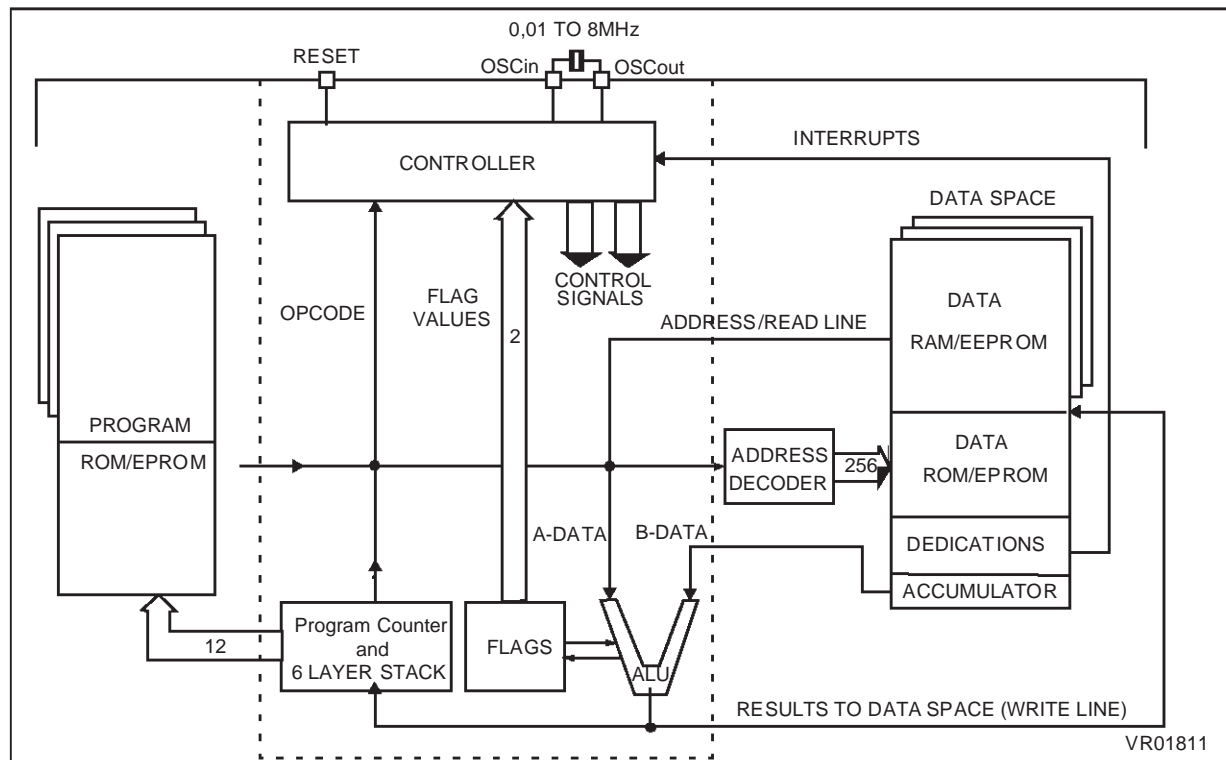 0,01 TO 8MHz
RESET
OSCin
OSCout
INTERRUPTS
CONTROLLER
DATA SPACE
CONTROL
SIGNALS
OPCODE
FLAG
VALUES
2
ADDRESS/READ LINE
DATA
RAM/EEPROM
PROGRAM
ROM/EPROM
ADDRESS
DECODER
256
DATA
ROM/EPROM
A-DATA
B-DATA
DEDICATIONS
ACCUMULATOR
12
Program Counter
and
6 LAYER STACK
FLAGS
ALU
RESULTS TO DATA SPACE (WRITE LINE)
VR01811